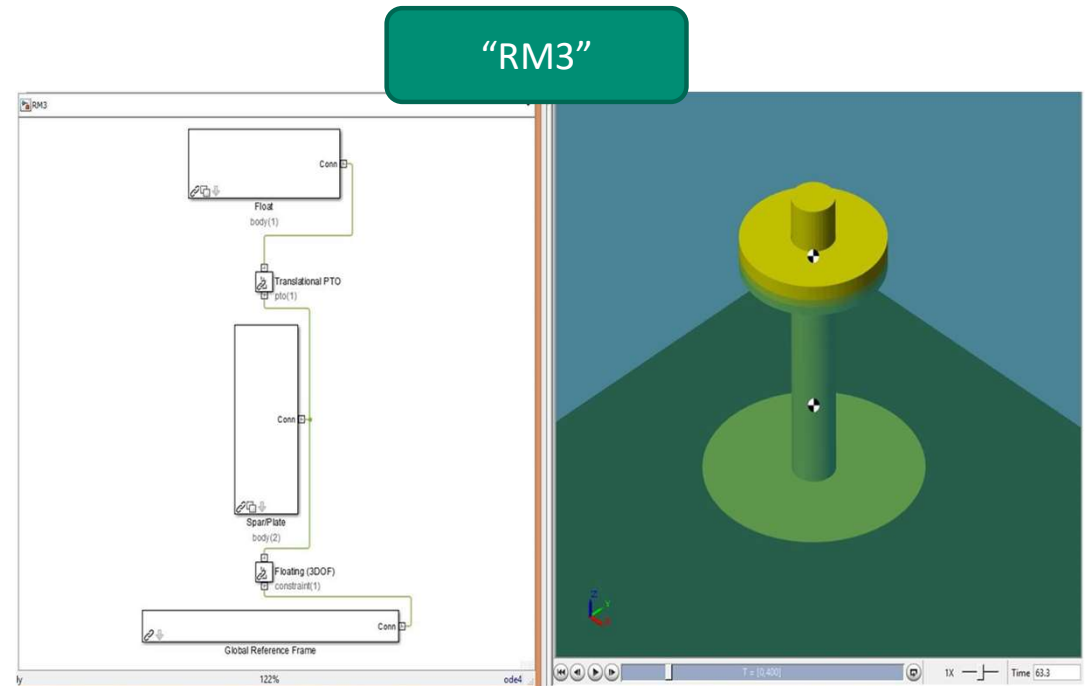 “RM3”
RM3
Conn
Float
body(1)
Translational PTO
pto(1)
Conn
Spar/Plate
body(2)
Floating (3DOF)
constraint(1)
Conn
Global Reference Frame
ly
122%
ode4
Z
Y
X
T = [0,400]
1X
Time 63.3